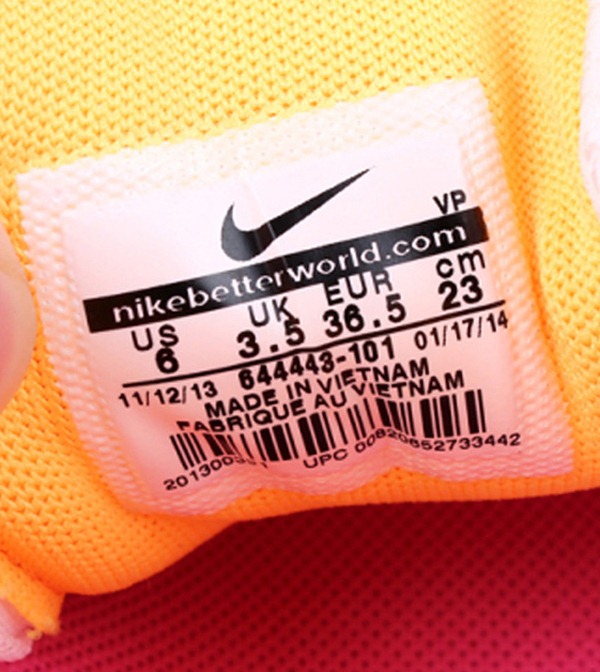 VP
nikebetterworld.com
US UK EUR cm
6 3.5 36.5 23
11/12/13 644443-101 01/17/14
MADE IN VIETNAM
FABRIQUE AU VIETNAM
UPC